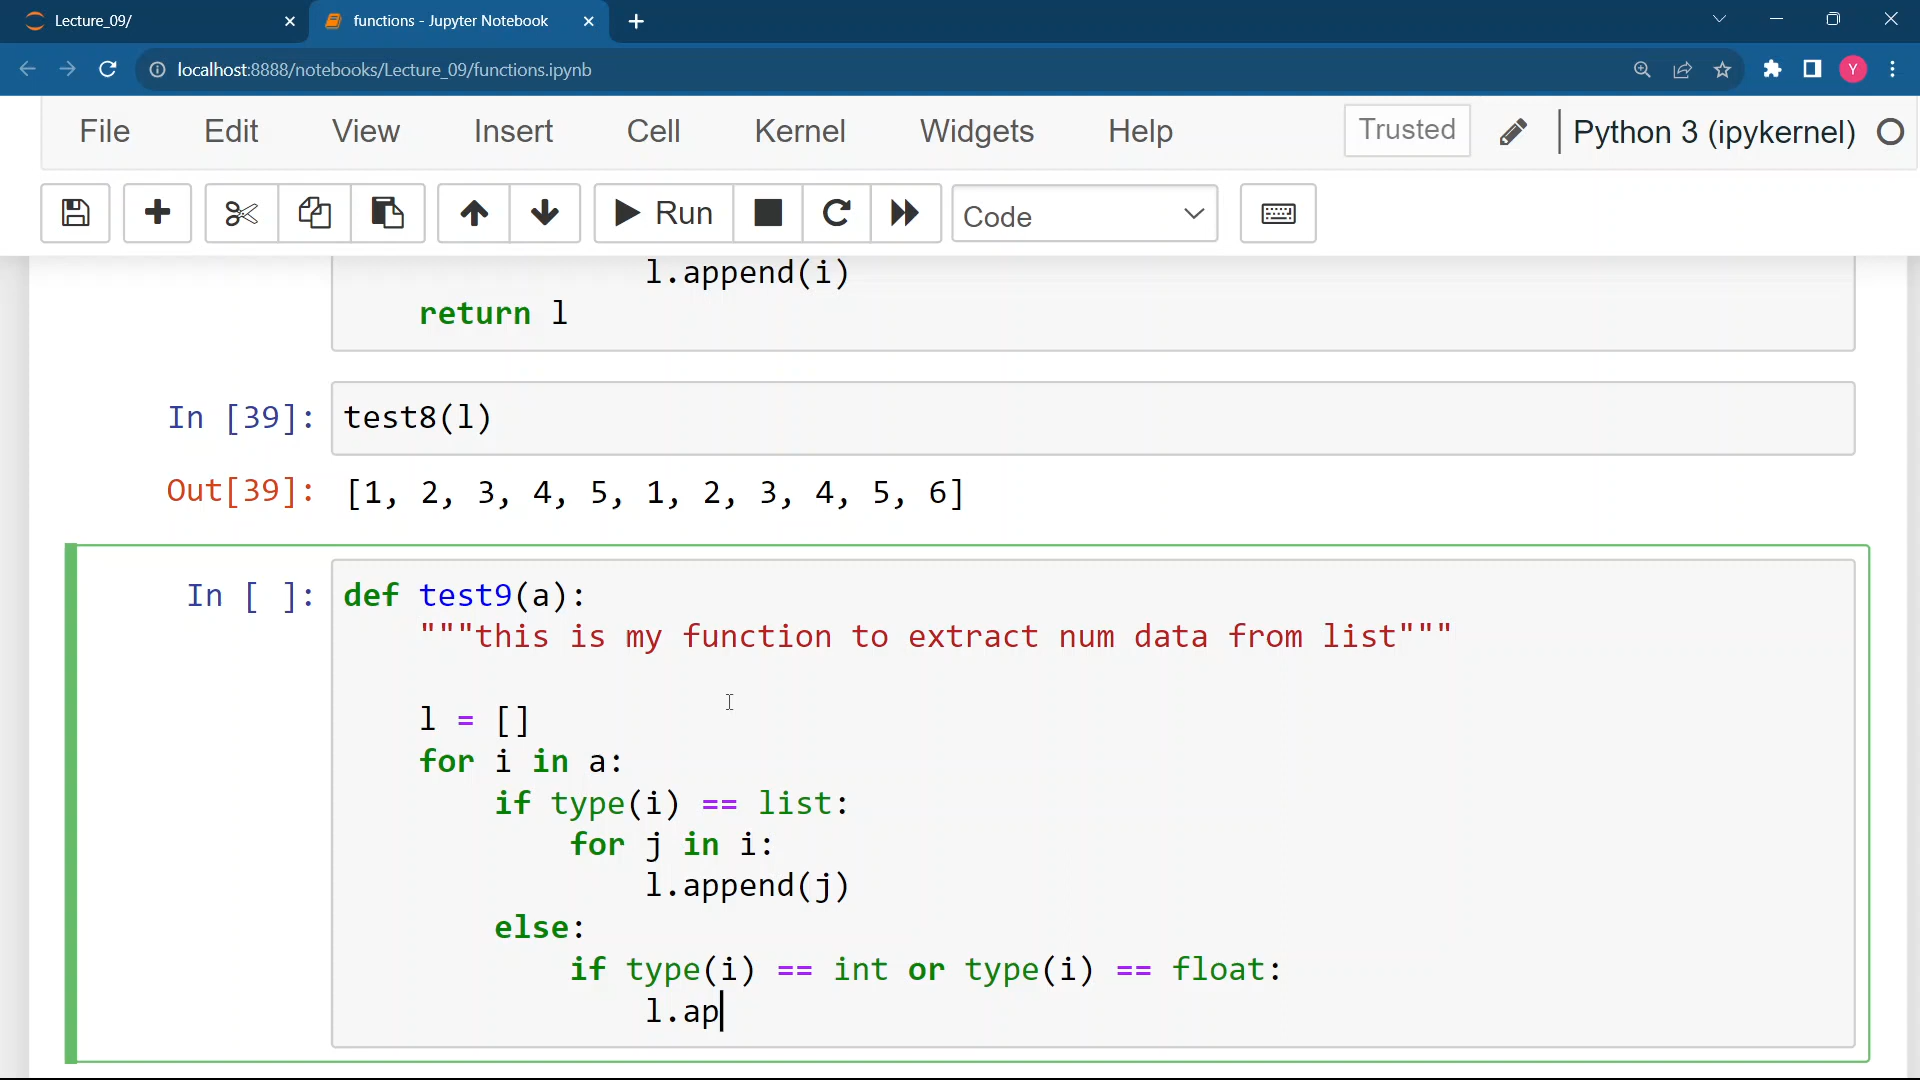 Lecture_09/
functions - Jupyter Notebook
localhost:8888/notebooks/Lecture_09/functions.ipynb
Y
File Edit View Insert Cell Kernel Widgets Help Trusted Python 3 (ipykernel)
Run Code
l.append(i)
return l
In [39]: test8(l)
Out[39]: [1, 2, 3, 4, 5, 1, 2, 3, 4, 5, 6]
In [ ]: def test9(a):
"""this is my function to extract num data from list"""
l = []
for i in a:
if type(i) == list:
for j in i:
l.append(j)
else:
if type(i) == int or type(i) == float:
l.ap